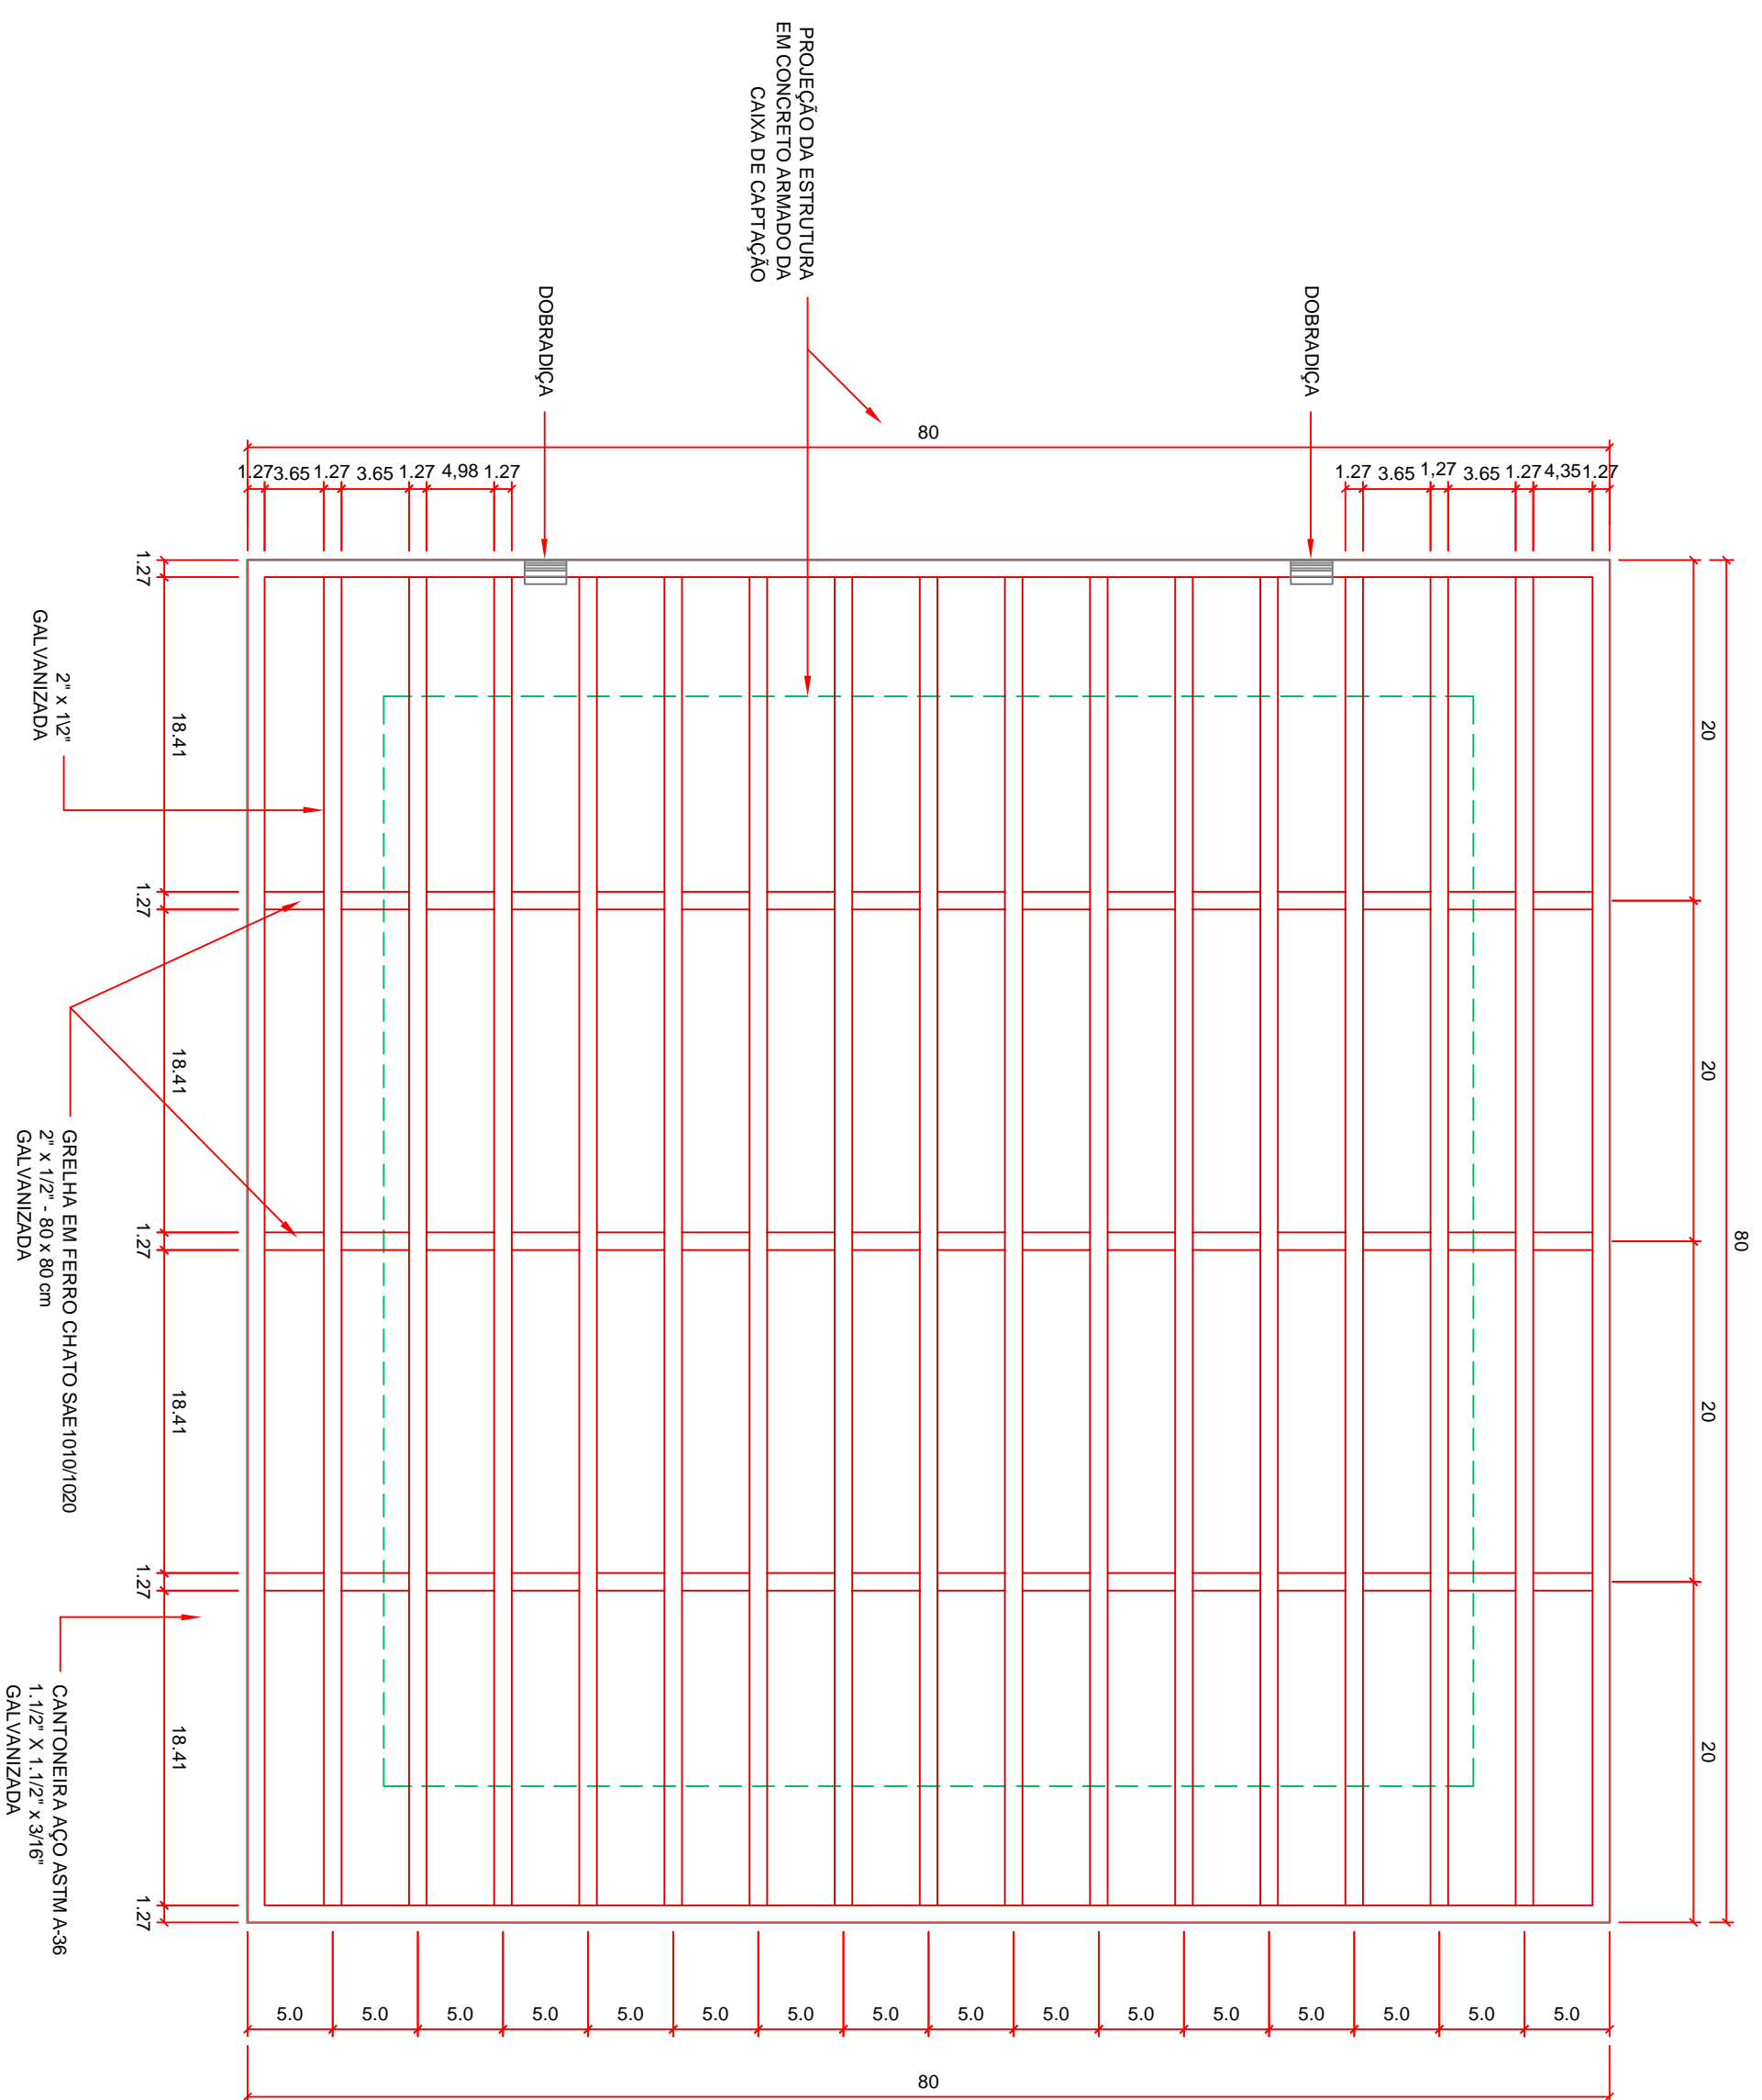 PROJEÇÃO DA ESTRUTURA
EM CONCRETO ARMADO DA
CAIXA DE CAPTAÇÃO
DOBRADIÇA
DOBRADIÇA
80
1.27 3.65 1.27 3.65 1.27 4,98 1.27
1.27 3.65 1,27 3.65 1.27 4,35 1.27
1.27
18.41
1.27
18.41
1.27
18.41
1.27
18.41
1.27
20
20
20
20
80
2" x 1\2"
GALVANIZADA
GRELHA EM FERRO CHATO SAE1010/1020
2" x 1/2" - 80 x 80 cm
GALVANIZADA
CANTONEIRA AÇO ASTM A-36
1.1/2" X 1.1/2" x 3/16"
GALVANIZADA
5.0 5.0 5.0 5.0 5.0 5.0 5.0 5.0 5.0 5.0 5.0 5.0 5.0 5.0 5.0 5.0
80